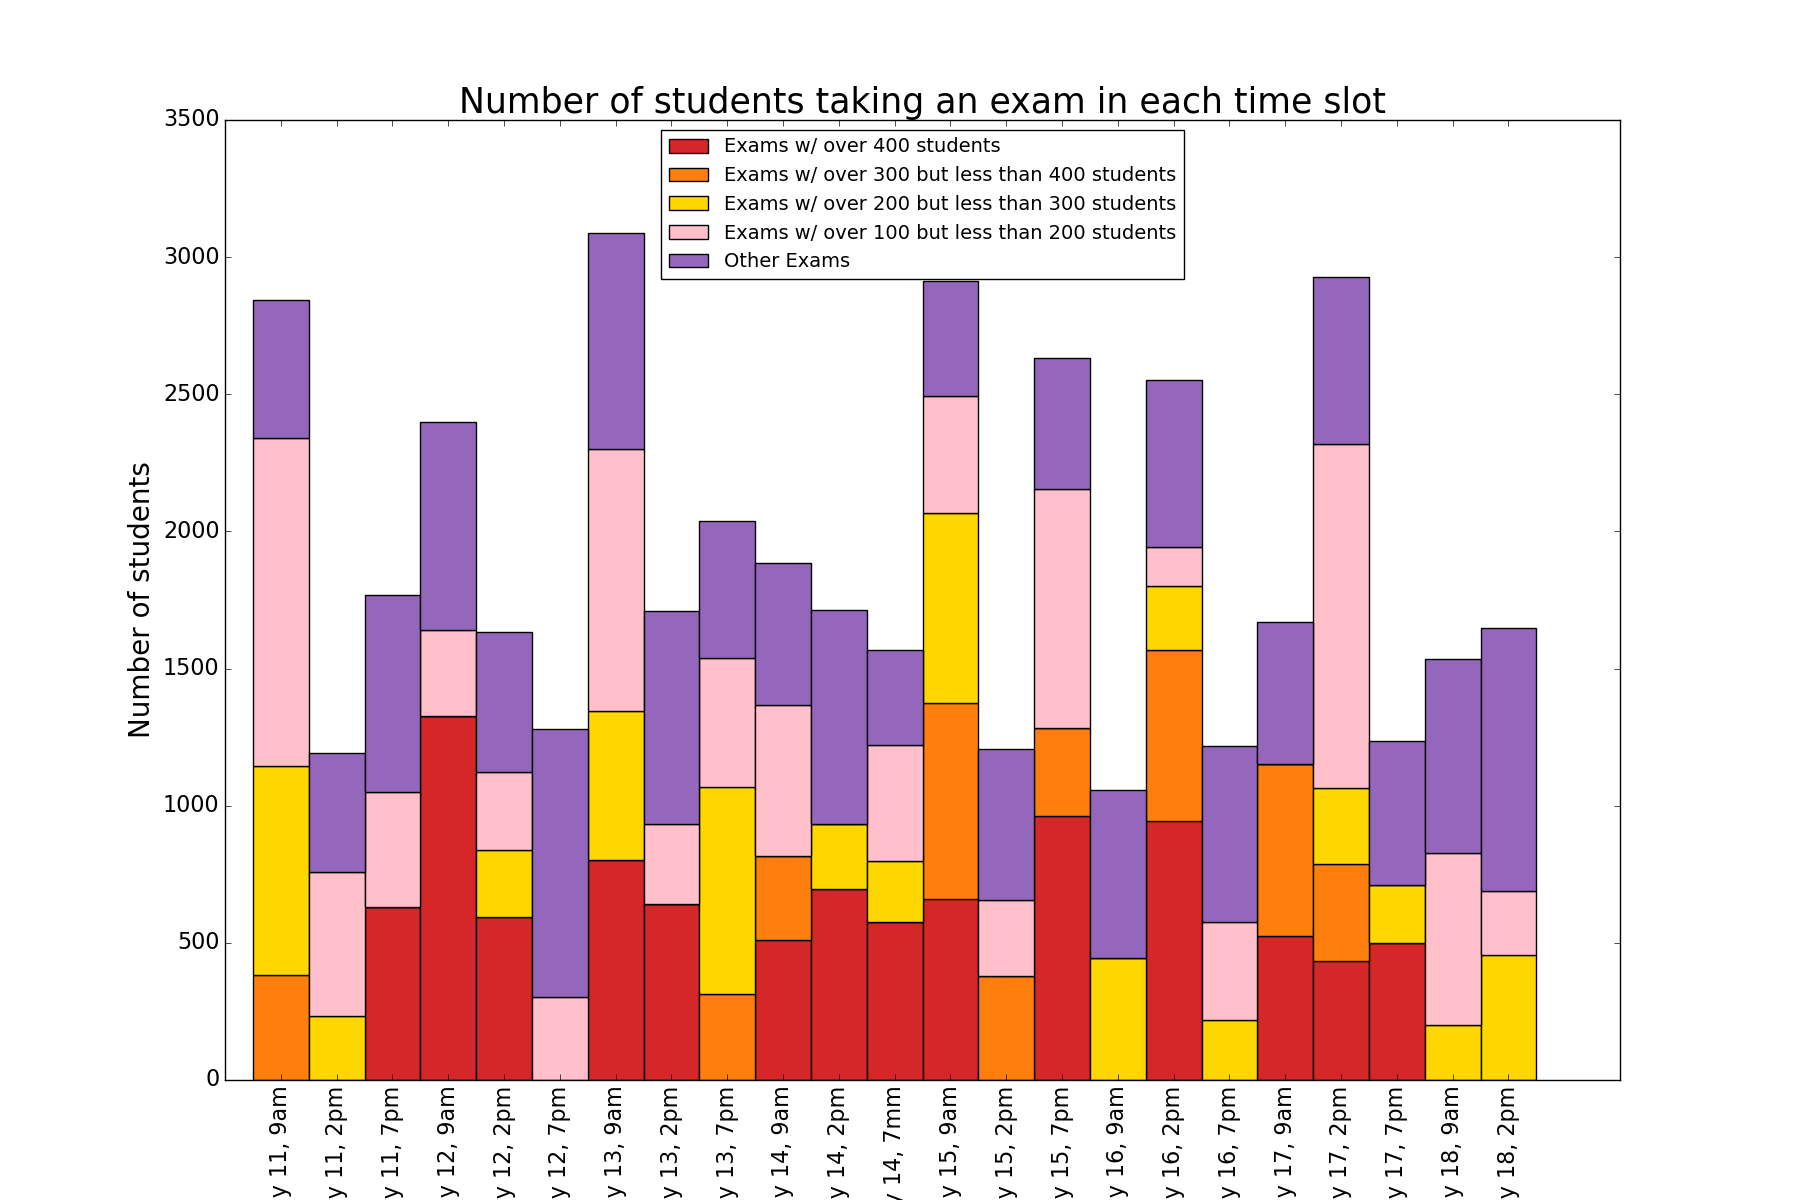 Number of students taking an exam in each time slot
Exams w/ over 400 students
Exams w/ over 300 but less than 400 students
Exams w/ over 200 but less than 300 students
Exams w/ over 100 but less than 200 students
Other Exams
3500
3000
2500
2000
1500
1000
500
0
Number of students
y 11, 9am
y 11, 2pm
y 11, 7pm
y 12, 9am
y 12, 2pm
y 12, 7pm
y 13, 9am
y 13, 2pm
y 13, 7pm
y 14, 9am
y 14, 2pm
y 14, 7mm
y 15, 9am
y 15, 2pm
y 15, 7pm
y 16, 9am
y 16, 2pm
y 16, 7pm
y 17, 9am
y 17, 2pm
y 17, 7pm
y 18, 9am
y 18, 2pm